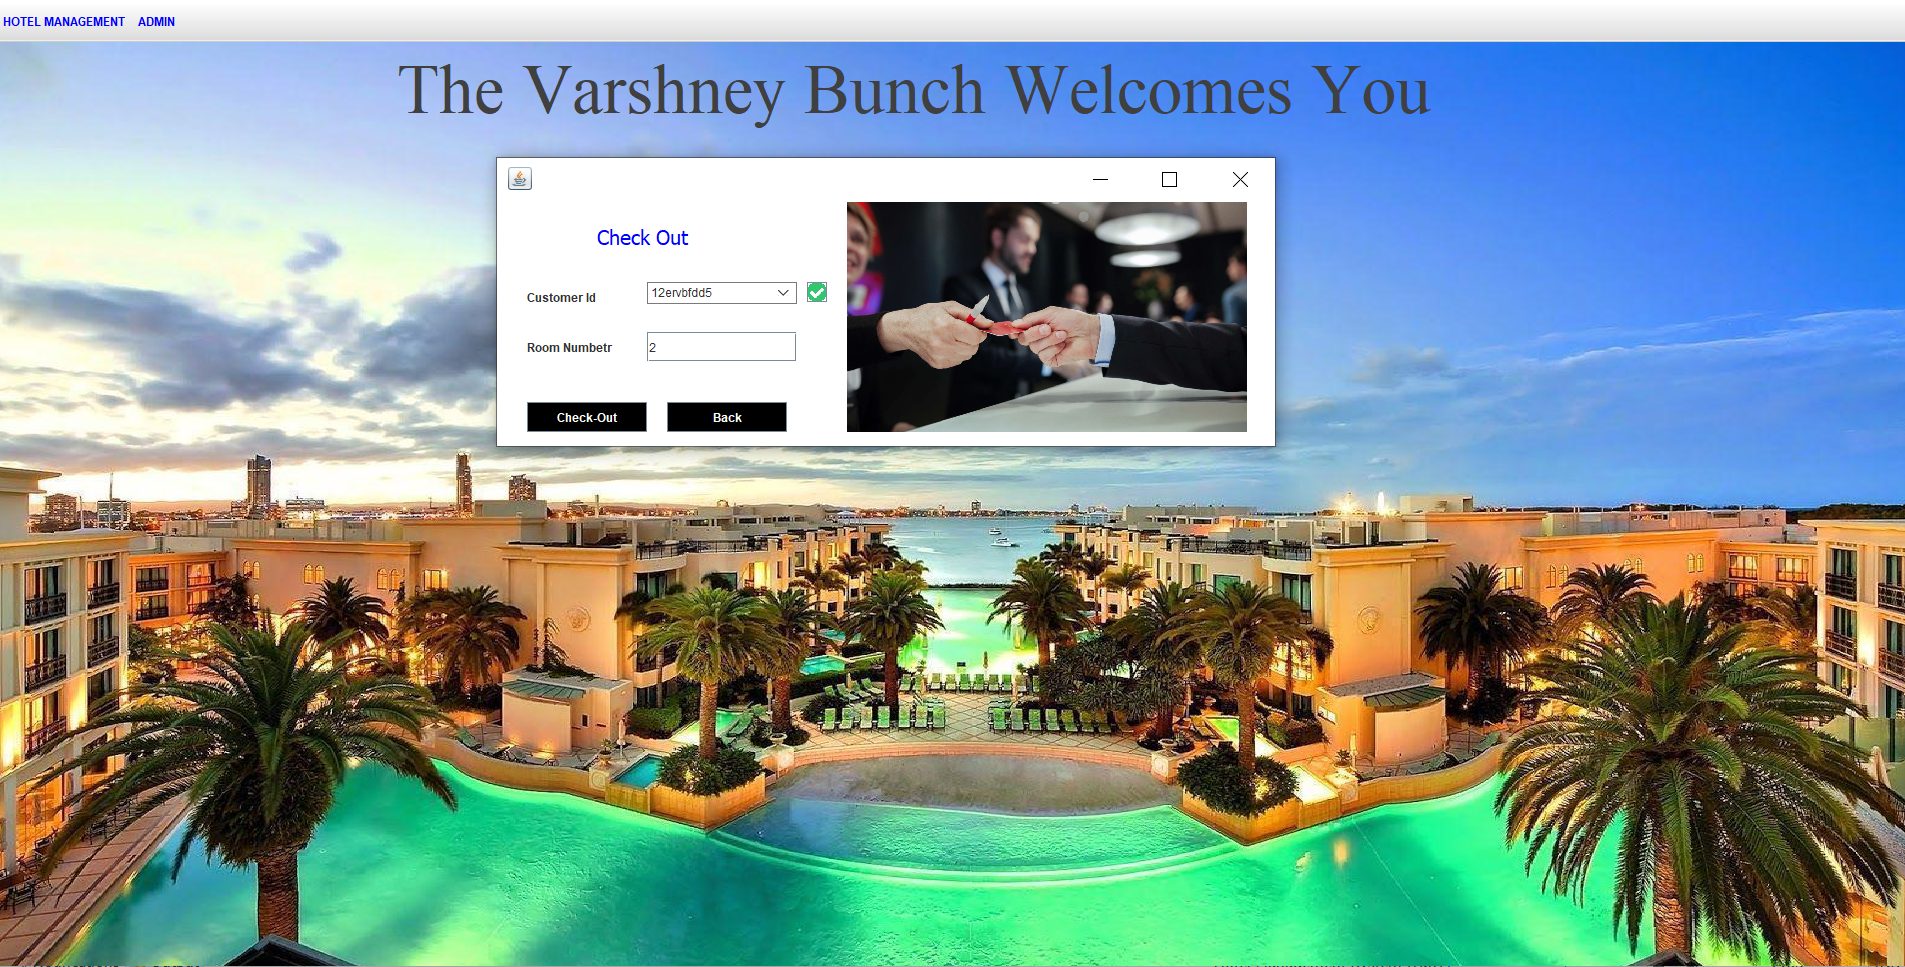 HOTEL MANAGEMENT ADMIN
The Varshney Bunch Welcomes You
Check Out
Customer Id 12ervbfdd5
Room Numbetr 2
Check-Out Back